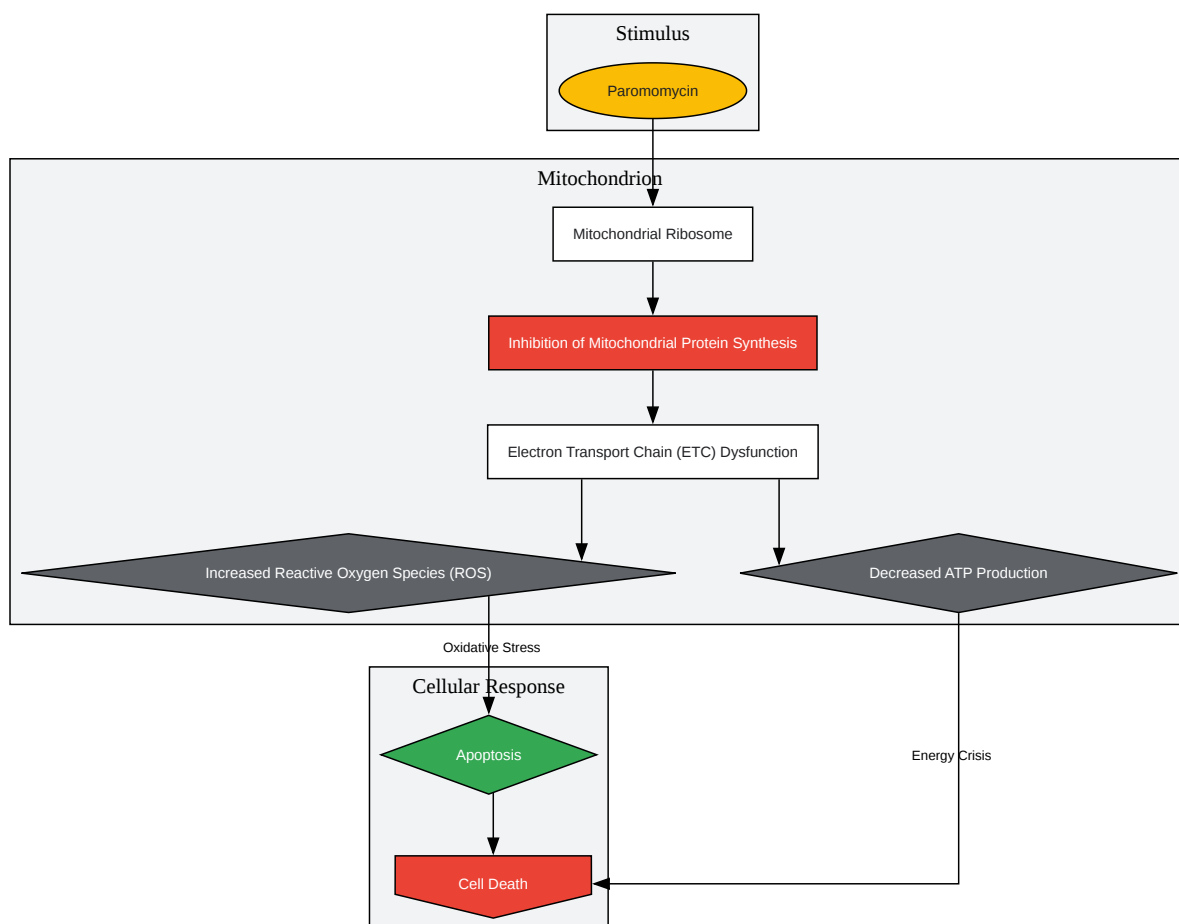 Stimulus
Paromomycin
Mitochondrion
Mitochondrial Ribosome
Inhibition of Mitochondrial Protein Synthesis
Electron Transport Chain (ETC) Dysfunction
Increased Reactive Oxygen Species (ROS)
Decreased ATP Production
Oxidative Stress
Cellular Response
Apoptosis
Energy Crisis
Cell Death